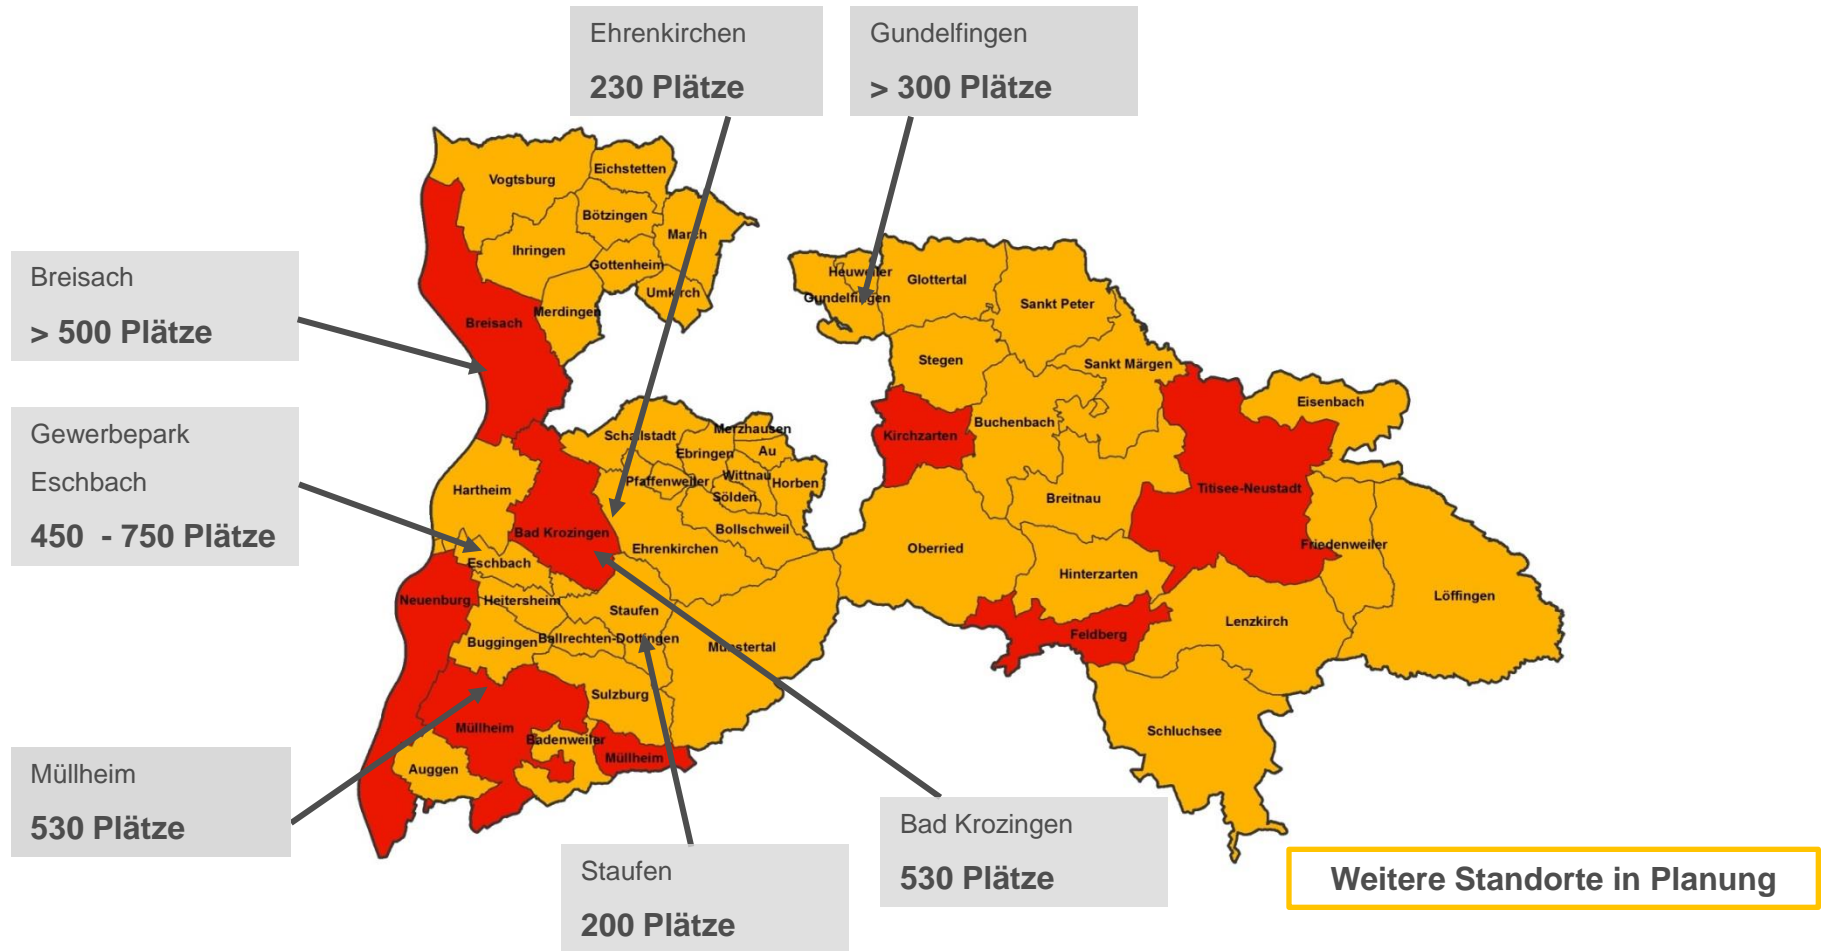 Ehrenkirchen
230 Plätze
Gundelfingen
> 300 Plätze
Breisach
> 500 Plätze
Gewerbepark
Eschbach
450 - 750 Plätze
Müllheim
530 Plätze
Staufen
200 Plätze
Bad Krozingen
530 Plätze
Weitere Standorte in Planung
Vogtsburg
Eichstetten
Bötzingen
March
Ihringen
Gottenheim
Umkirch
Merdingen
Breisach
Heuweiler
Gundelfingen
Glottertal
Sankt Peter
Stegen
Sankt Märgen
Eisenbach
Kirchzarten
Buchenbach
Titisee-Neustadt
Breitnau
Oberried
Hinterzarten
Friedenweiler
Löffingen
Lenzkirch
Feldberg
Schluchsee
Schallstadt
Merzhausen
Ebringen
Au
Pfaffenweiler
Wittnau
Horben
Sölden
Bollschweil
Hartheim
Bad Krozingen
Ehrenkirchen
Eschbach
Neuenburg
Heitersheim
Staufen
Buggingen
Ballrechten-Dottingen
Münstertal
Sulzburg
Müllheim
Badenweiler
Müllheim
Auggen